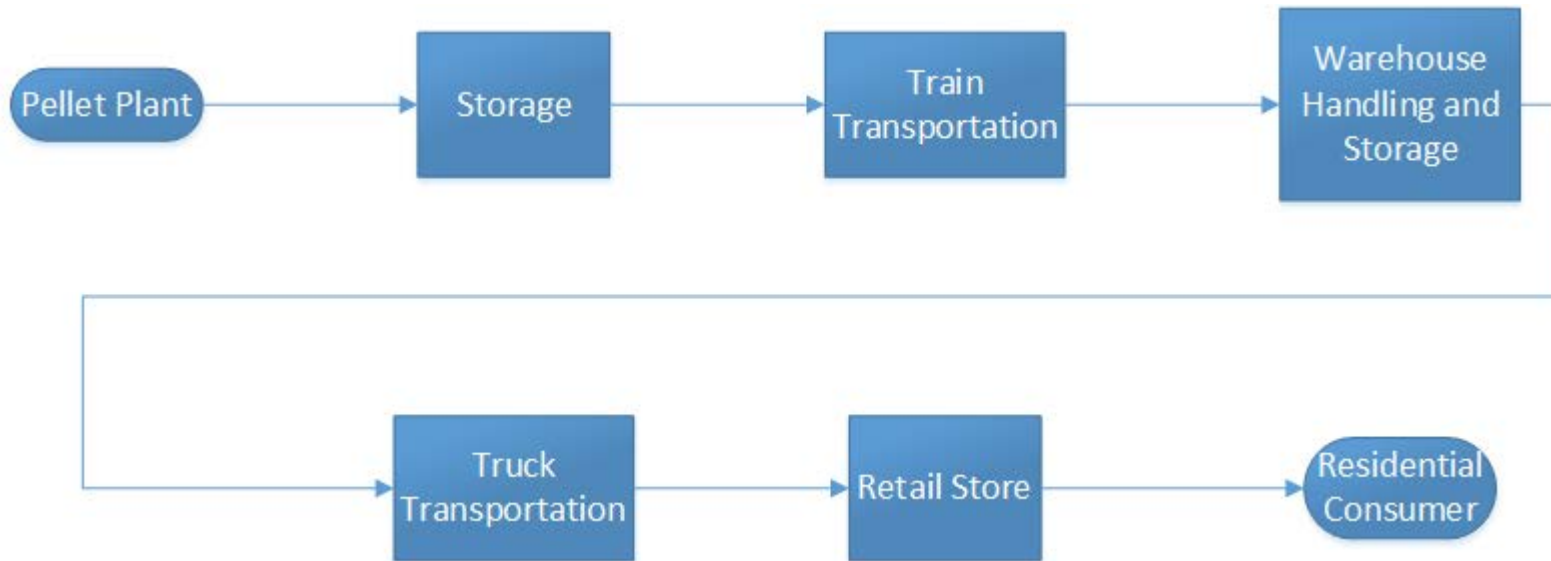 Pellet Plant
Storage
Train
Transportation
Warehouse
Handling and
Storage
Truck
Transportation
Retail Store
Residential
Consumer